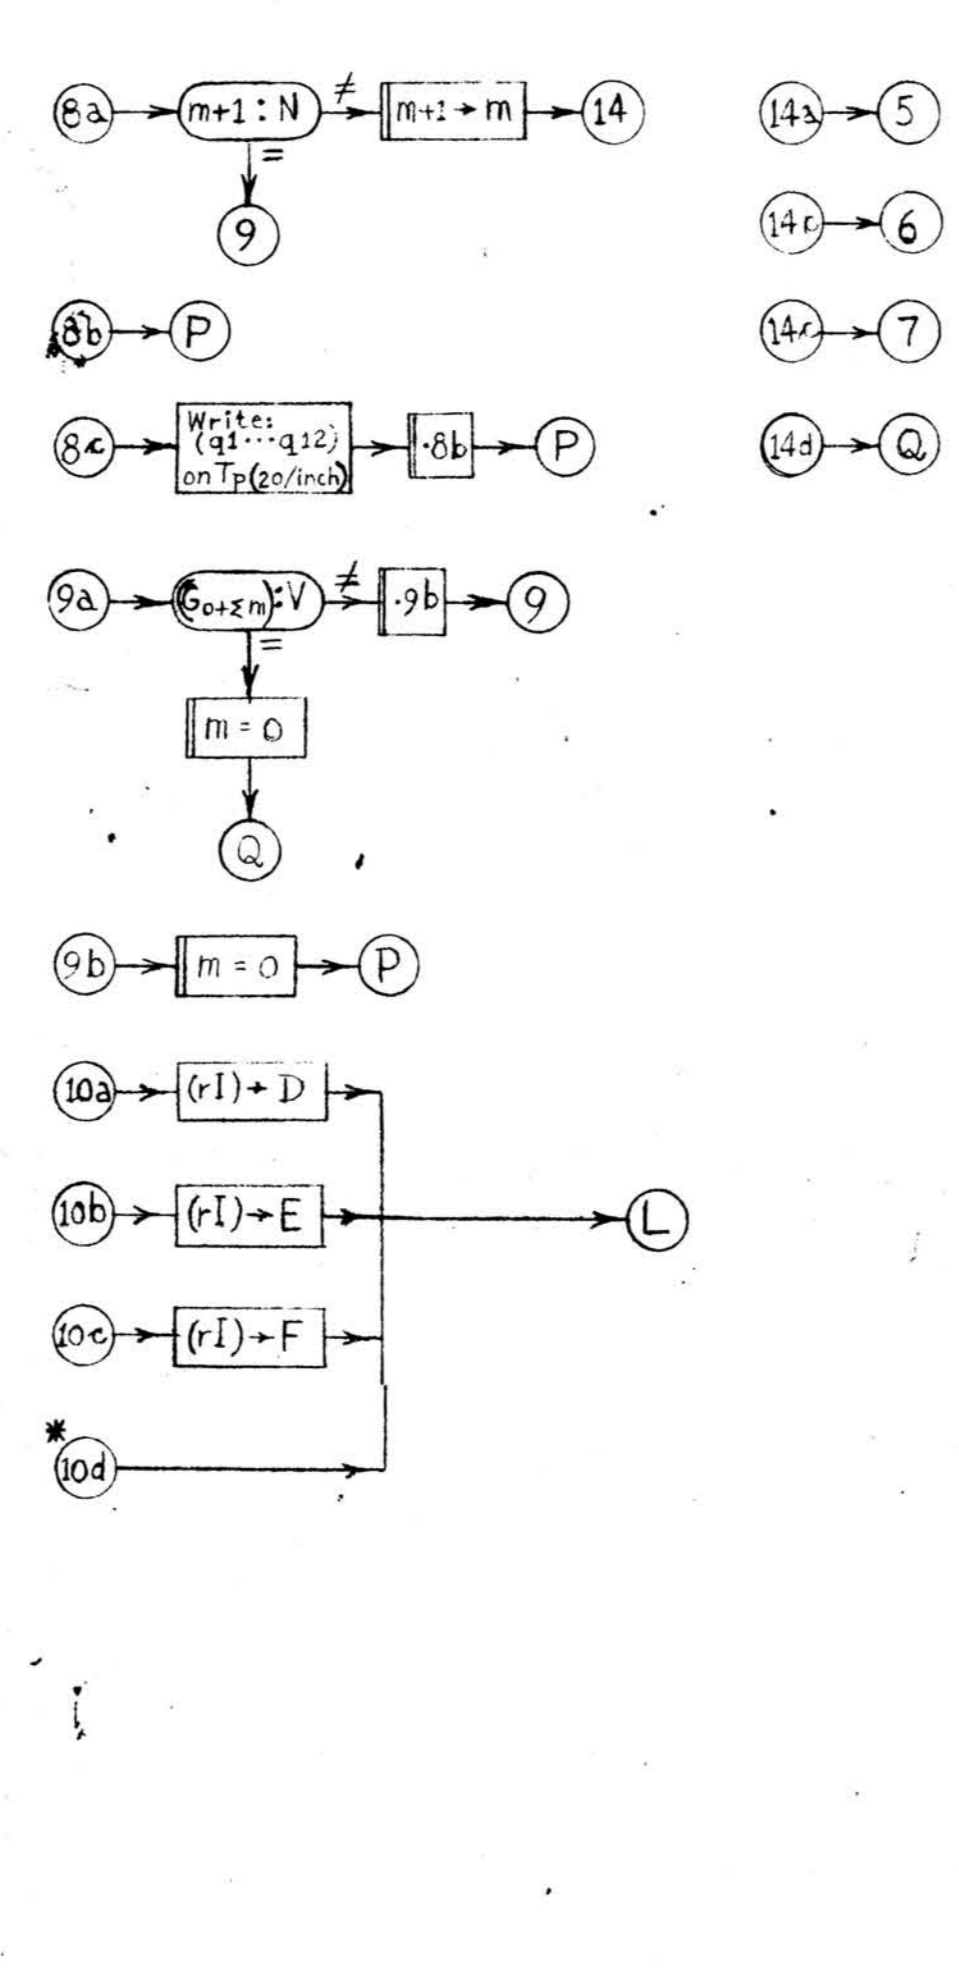 8a m+1 : N ≠ m+1 → m 14
=
9
8b P
8c Write: (q1···q12) on Tp (20/inch) ·8b P
9a (G0+Σm) : V ≠ ·9b 9
=
m = 0
Q
9b m = 0 P
10a (rI) → D
10b (rI) → E L
10c (rI) → F
*
10d
14a 5
6
14c 7
14d Q